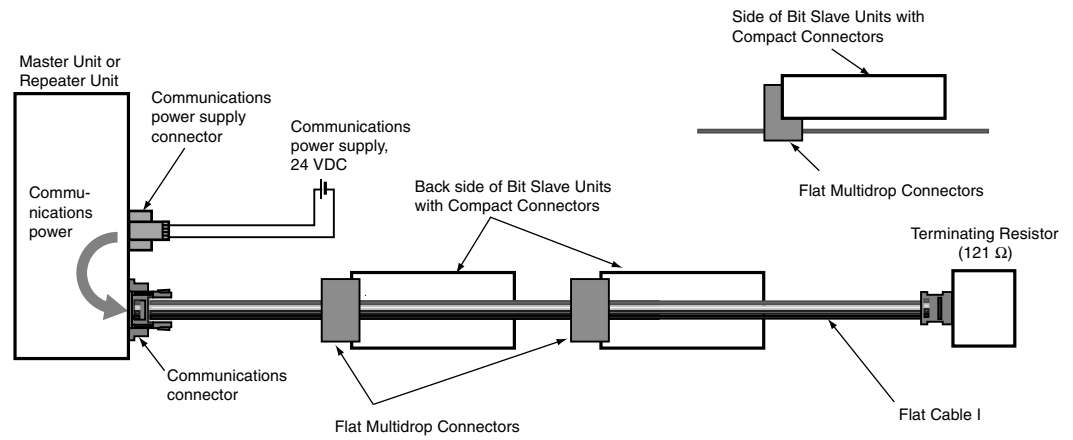 Side of Bit Slave Units with
Compact Connectors
Master Unit or
Repeater Unit
Communications
power supply
connector
Communications
power supply,
24 VDC
Commu-
nications
power
Back side of Bit Slave Units
with Compact Connectors
Flat Multidrop Connectors
Terminating Resistor
(121 Ω)
Communications
connector
Flat Multidrop Connectors
Flat Cable I